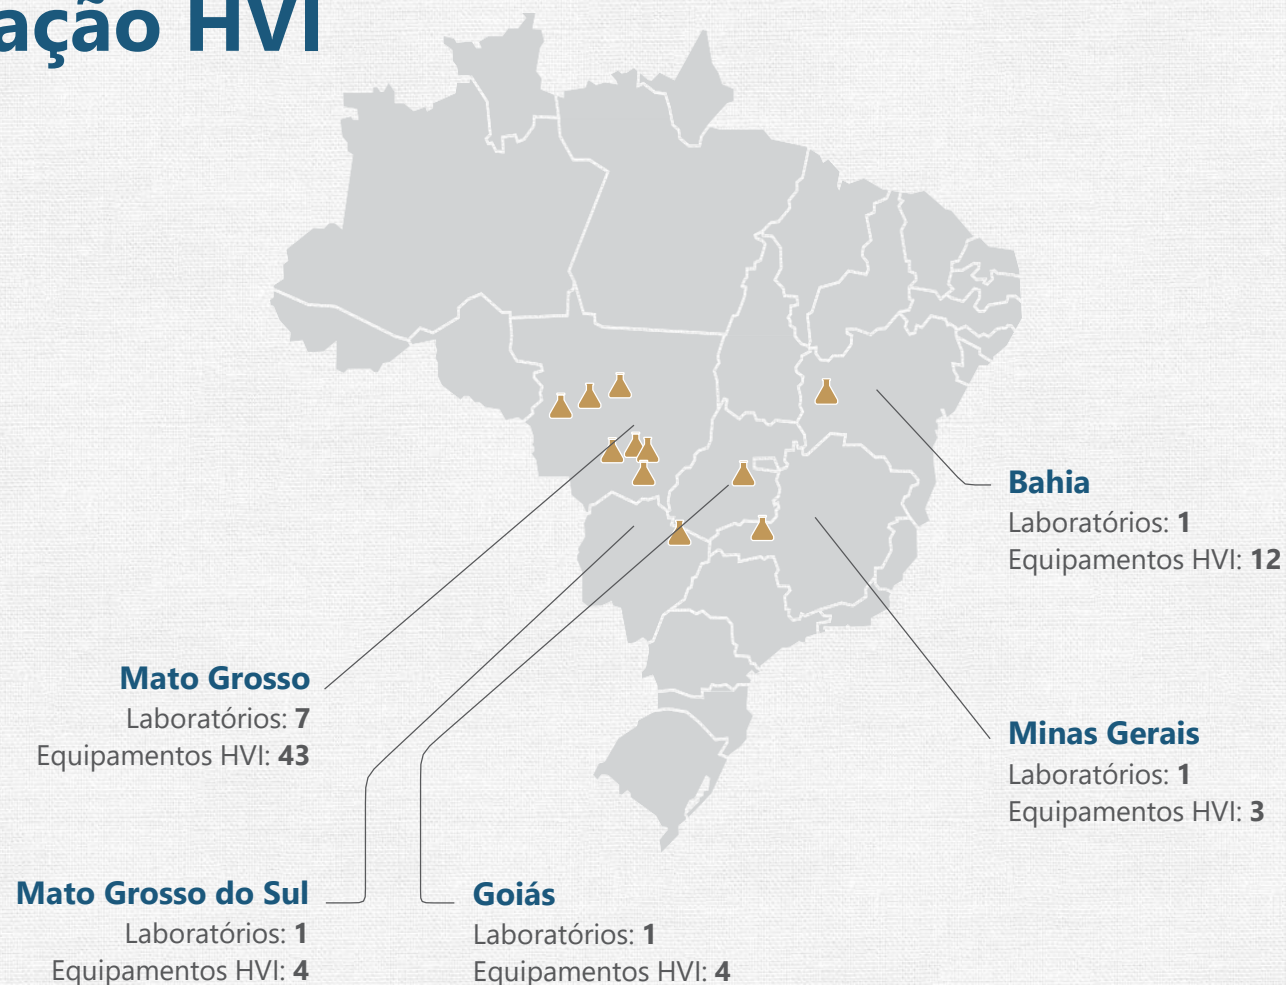 ação HVI
Bahia
Laboratórios: 1
Equipamentos HVI: 12
Mato Grosso
Laboratórios: 7
Equipamentos HVI: 43
Minas Gerais
Laboratórios: 1
Equipamentos HVI: 3
Mato Grosso do Sul
Laboratórios: 1
Equipamentos HVI: 4
Goiás
Laboratórios: 1
Equipamentos HVI: 4